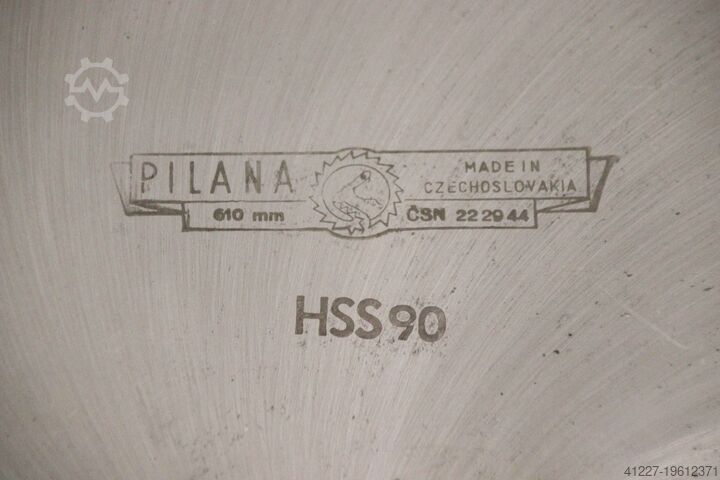 PILANA
MADE IN
CZECHOSLOVAKIA
610 mm
ČSN 22 29 44
HSS90
41227-19612371